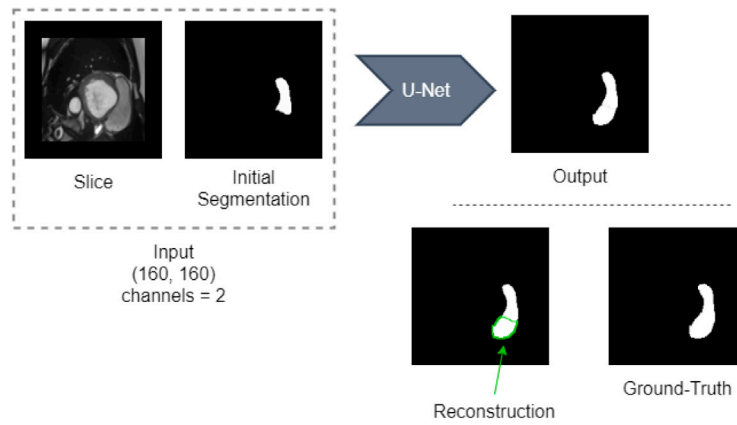 Slice
Initial
Segmentation
U-Net
Output
Input
(160, 160)
channels = 2
Reconstruction
Ground-Truth